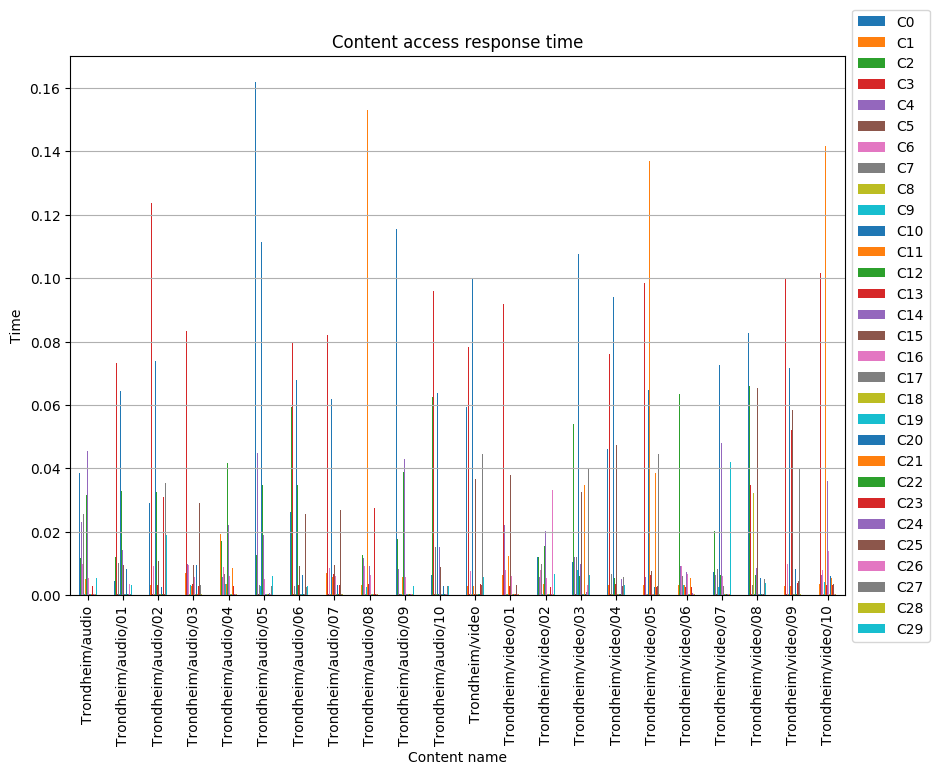 Content access response time
Time
0.16
0.14
0.12
0.10
0.08
0.06
0.04
0.02
0.00
Trondheim/audio
Trondheim/audio/01
Trondheim/audio/02
Trondheim/audio/03
Trondheim/audio/04
Trondheim/audio/05
Trondheim/audio/06
Trondheim/audio/07
Trondheim/audio/08
Trondheim/audio/09
Trondheim/audio/10
Trondheim/video
Trondheim/video/01
Trondheim/video/02
Trondheim/video/03
Trondheim/video/04
Trondheim/video/05
Trondheim/video/06
Trondheim/video/07
Trondheim/video/08
Trondheim/video/09
Trondheim/video/10
Content name
C0
C1
C2
C3
C4
C5
C6
C7
C8
C9
C10
C11
C12
C13
C14
C15
C16
C17
C18
C19
C20
C21
C22
C23
C24
C25
C26
C27
C28
C29